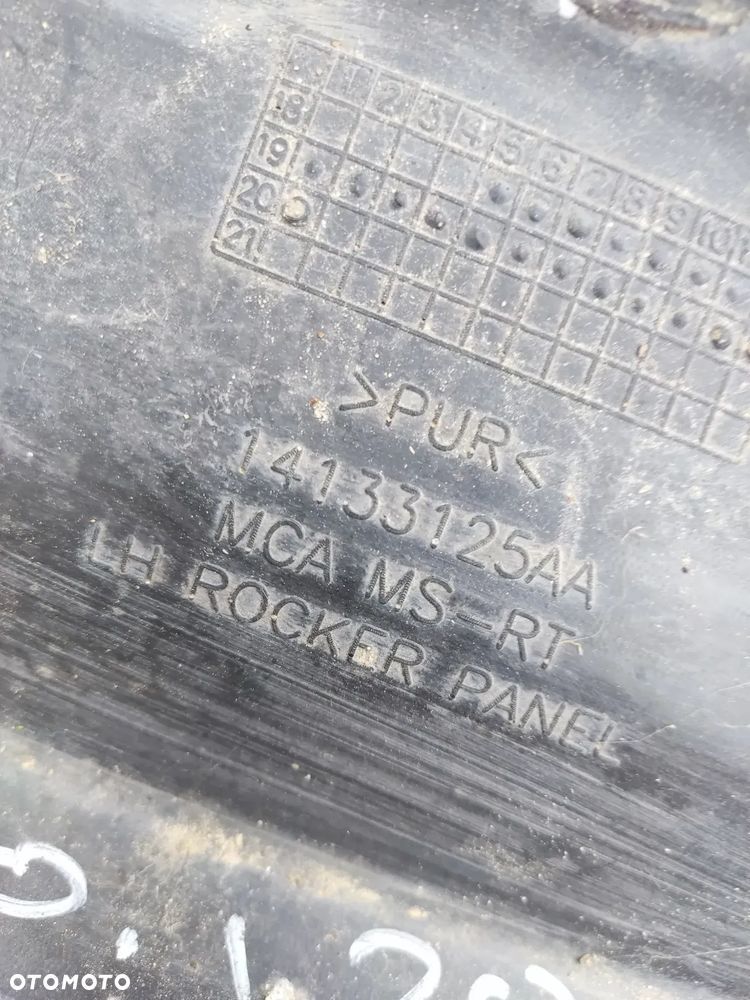 1 2 3 4 5 6 7 8 9 10
18
19
20
21
>PUR<
14133125AA
MCA MS-RT
LH ROCKER PANEL
OTOMOTO